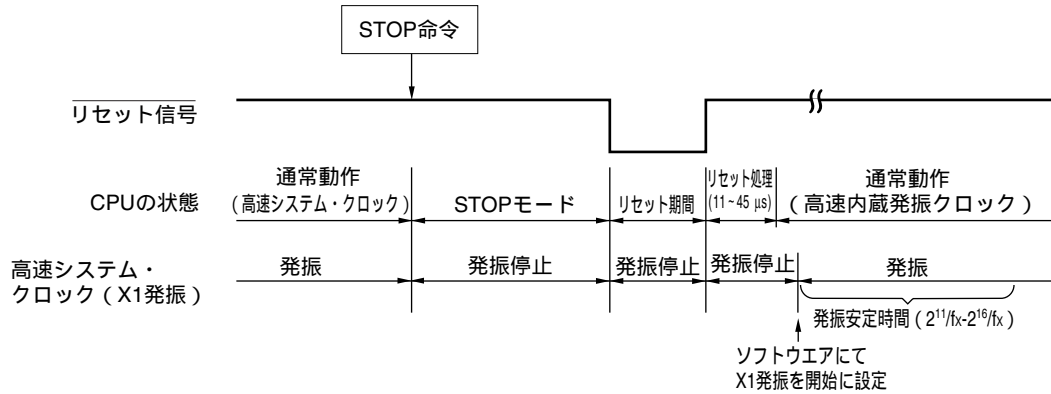 STOP命令
リセット信号
CPUの状態
通常動作
（高速システム・クロック）
STOPモード
リセット期間
リセット処理
(11~45 μs)
通常動作
（高速内蔵発振クロック）
高速システム・
クロック（X1発振）
発振
発振停止
発振停止
発振停止
発振
発振安定時間（2¹¹/fx-2¹⁶/fx）
ソフトウエアにて
X1発振を開始に設定